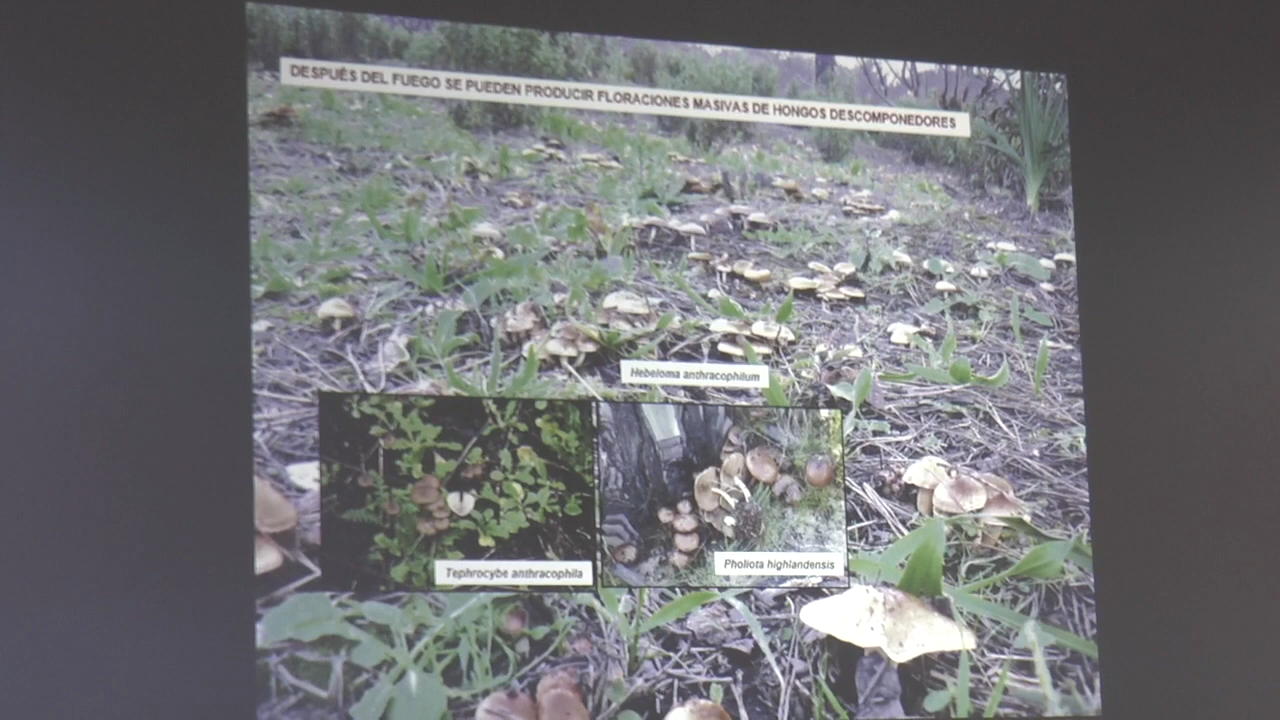 DESPUÉS DEL FUEGO SE PUEDEN PRODUCIR FLORACIONES MASIVAS DE HONGOS DESCOMPONEDORES
Hebeloma anthracophilum
Tephrocybe anthracophila
Pholiota highlandensis